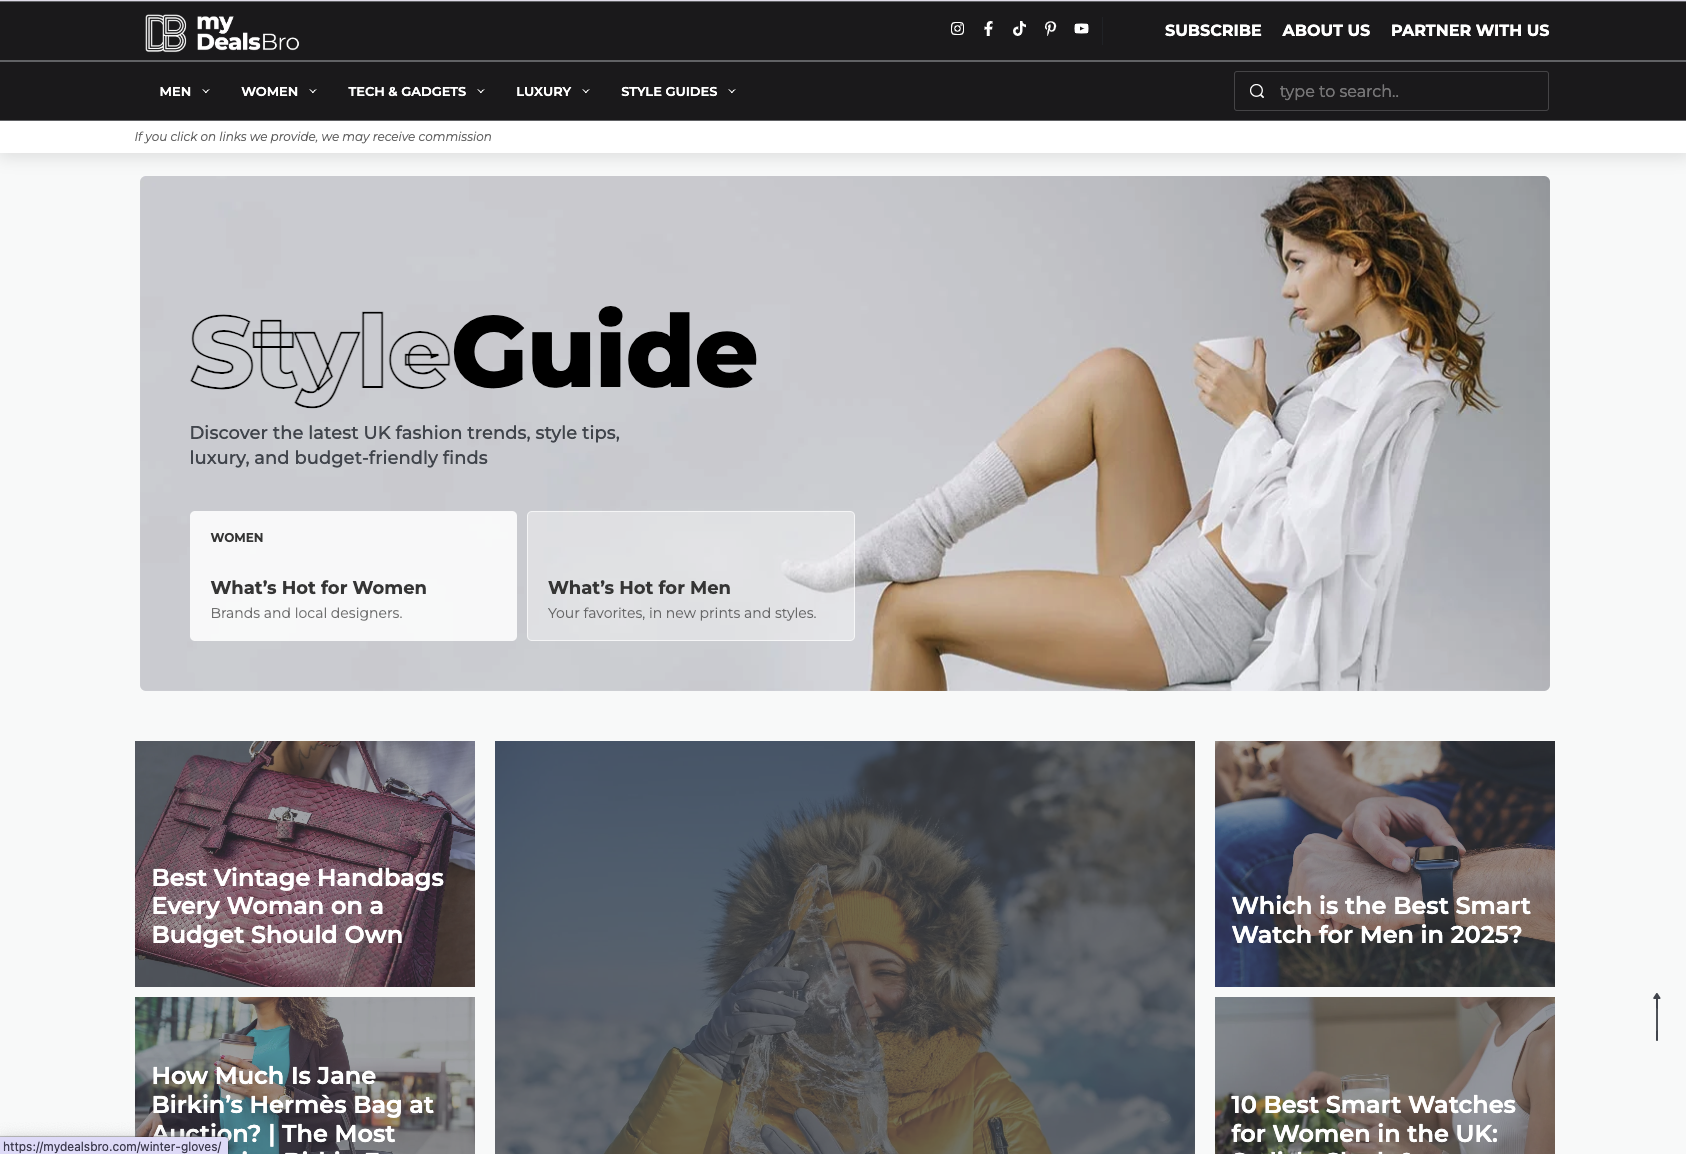 my
DealsBro
SUBSCRIBE ABOUT US PARTNER WITH US
MEN WOMEN TECH & GADGETS LUXURY STYLE GUIDES
type to search..
If you click on links we provide, we may receive commission
StyleGuide
Discover the latest UK fashion trends, style tips,
luxury, and budget-friendly finds
WOMEN
What’s Hot for Women
Brands and local designers.
What’s Hot for Men
Your favorites, in new prints and styles.
Best Vintage Handbags
Every Woman on a
Budget Should Own
Which is the Best Smart
Watch for Men in 2025?
How Much Is Jane
Birkin’s Hermès Bag at
Auction? | The Most
10 Best Smart Watches
for Women in the UK:
https://mydealsbro.com/winter-gloves/